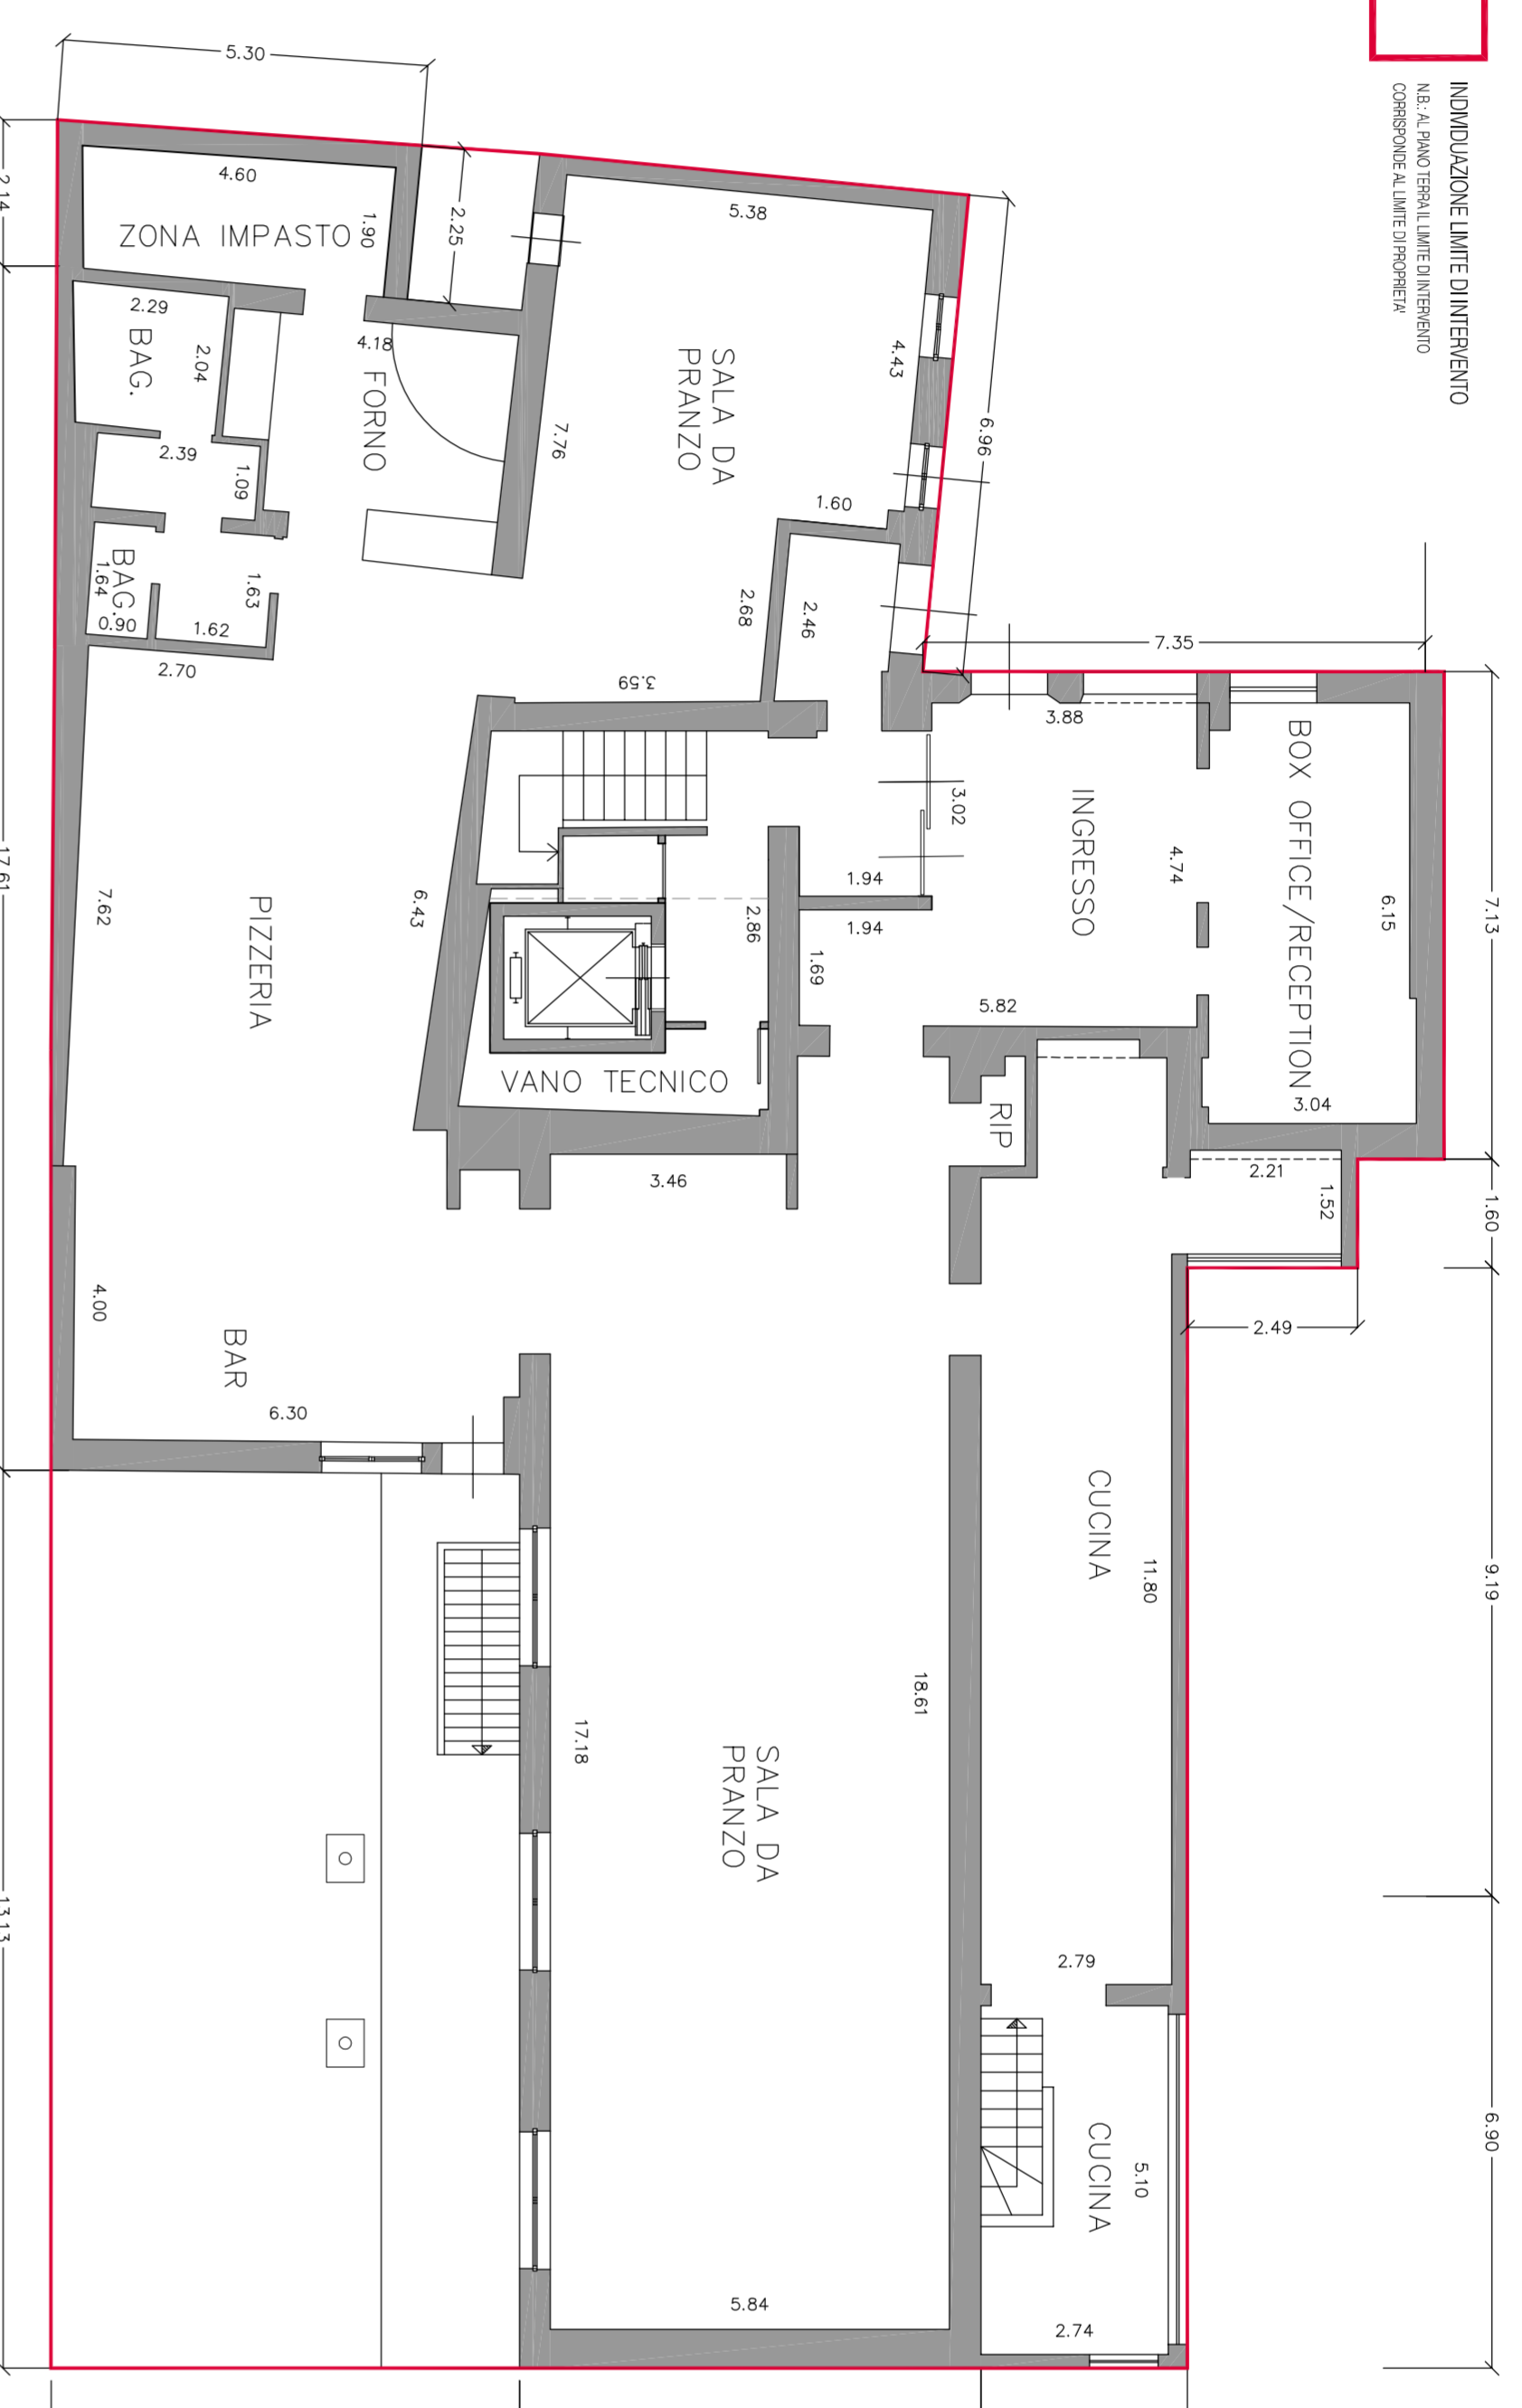 INDIVIDUAZIONE LIMITE DI INTERVENTO
N.B.: AL PIANO TERRA IL LIMITE DI INTERVENTO
CORRISPONDE AL LIMITE DI PROPRIETA'
5.30
2.14
17.61
13.13
4.60
1.90
ZONA IMPASTO
2.25
5.38
2.29
2.04
BAG.
4.18
FORNO
7.76
SALA DA
PRANZO
4.43
6.96
2.39
1.09
1.60
BAG.
1.64
0.90
1.63
1.62
2.70
2.68
2.46
3.59
7.35
3.88
BOX OFFICE/RECEPTION
INGRESSO
3.02
4.74
6.15
7.13
1.94
1.94
2.86
1.69
5.82
7.62
PIZZERIA
6.43
VANO TECNICO
RIP
3.04
3.46
2.21
1.52
1.60
2.49
4.00
BAR
6.30
CUCINA
11.80
9.19
18.61
17.18
SALA DA
PRANZO
2.79
CUCINA
5.10
6.90
5.84
2.74